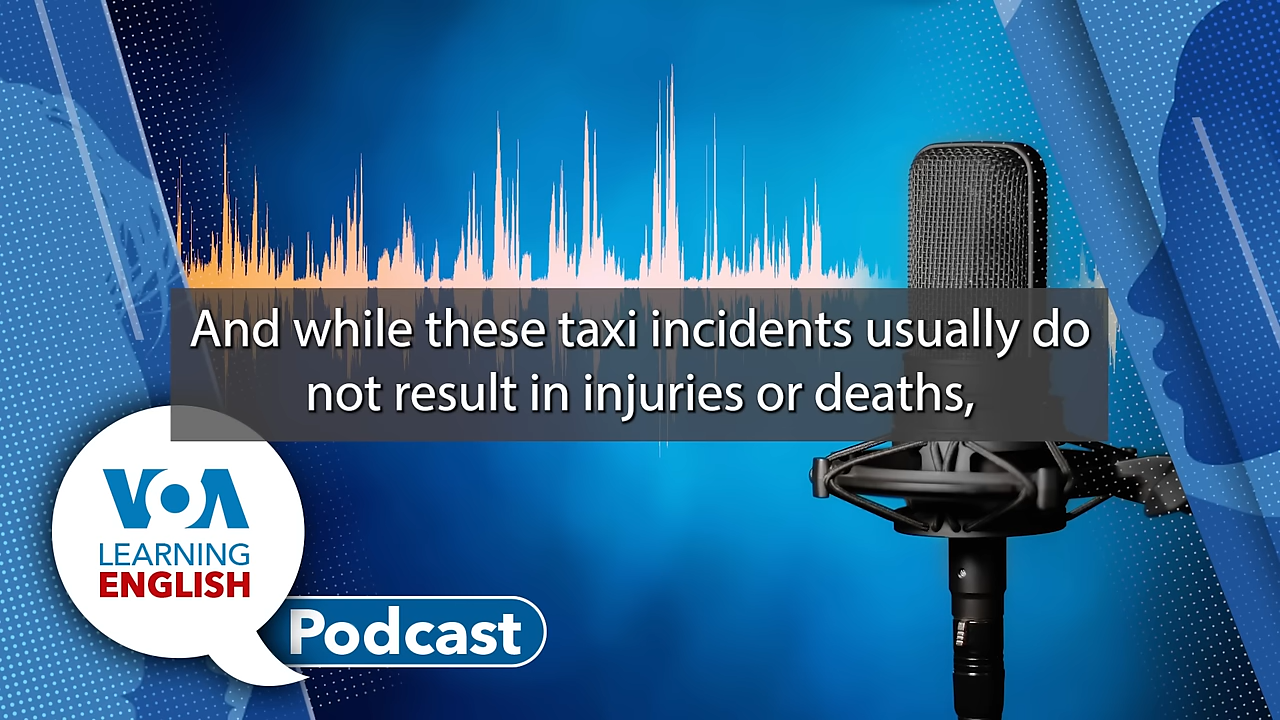 And while these taxi incidents usually do
not result in injuries or deaths,
VOA
LEARNING
ENGLISH
Podcast